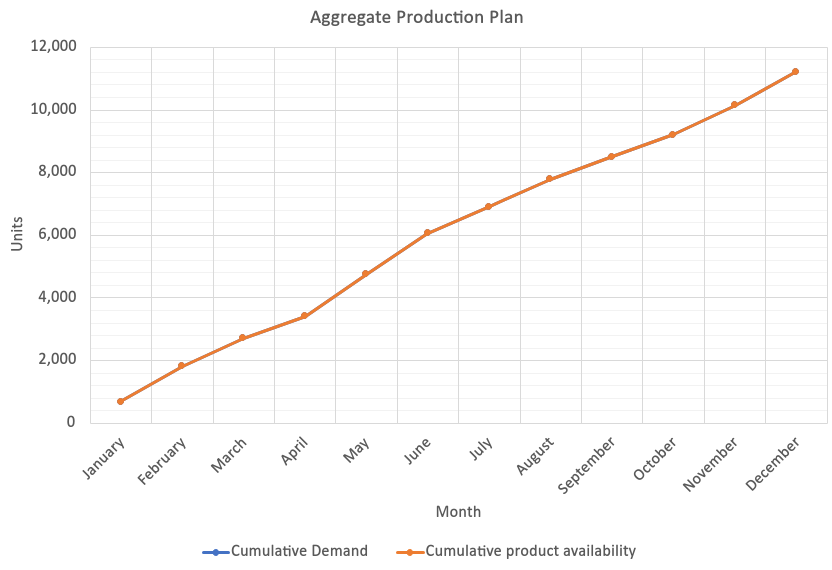 Aggregate Production Plan
12,000
10,000
8,000
6,000
4,000
2,000
0
Units
January
February
March
April
May
June
July
August
September
October
November
December
Month
Cumulative Demand
Cumulative product availability